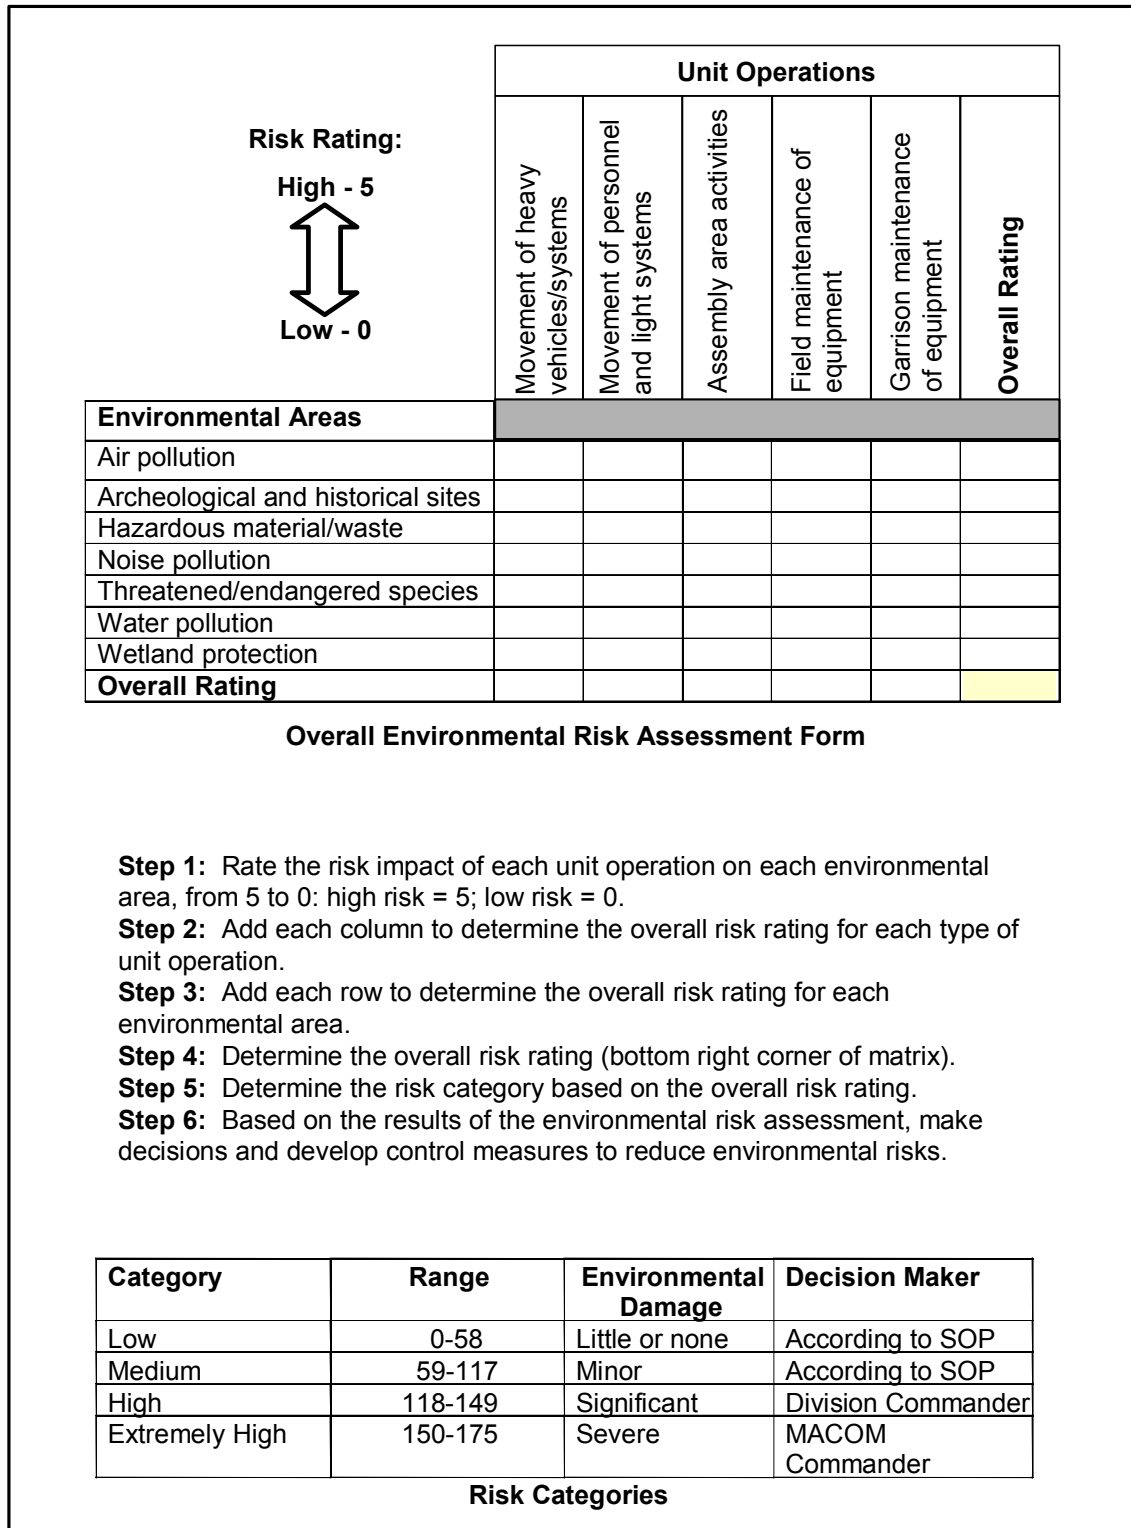 Unit Operations
Risk Rating:
High - 5
Low - 0
Movement of heavy
vehicles/systems
Movement of personnel
and light systems
Assembly area activities
Field maintenance of
equipment
Garrison maintenance
of equipment
Overall Rating
Environmental Areas
Air pollution
Archeological and historical sites
Hazardous material/waste
Noise pollution
Threatened/endangered species
Water pollution
Wetland protection
Overall Rating
Overall Environmental Risk Assessment Form
Step 1: Rate the risk impact of each unit operation on each environmental
area, from 5 to 0: high risk = 5; low risk = 0.
Step 2: Add each column to determine the overall risk rating for each type of
unit operation.
Step 3: Add each row to determine the overall risk rating for each
environmental area.
Step 4: Determine the overall risk rating (bottom right corner of matrix).
Step 5: Determine the risk category based on the overall risk rating.
Step 6: Based on the results of the environmental risk assessment, make
decisions and develop control measures to reduce environmental risks.
Category Range Environmental Decision Maker
Damage
Low 0-58 Little or none According to SOP
Medium 59-117 Minor According to SOP
High 118-149 Significant Division Commander
Extremely High 150-175 Severe MACOM
Commander
Risk Categories